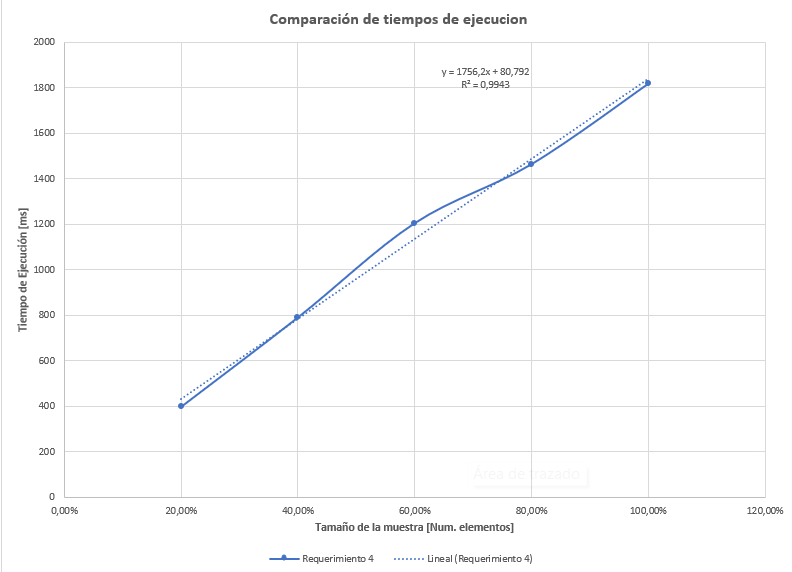 Comparación de tiempos de ejecucion
2000
1800
1600
1400
1200
1000
800
600
400
200
0
Tiempo de Ejecución [ms]
y = 1756,2x + 80,792
R² = 0,9943
Área de trazado
0,00%
20,00%
40,00%
60,00%
80,00%
100,00%
120,00%
Tamaño de la muestra [Num. elementos]
Requerimiento 4
Lineal (Requerimiento 4)